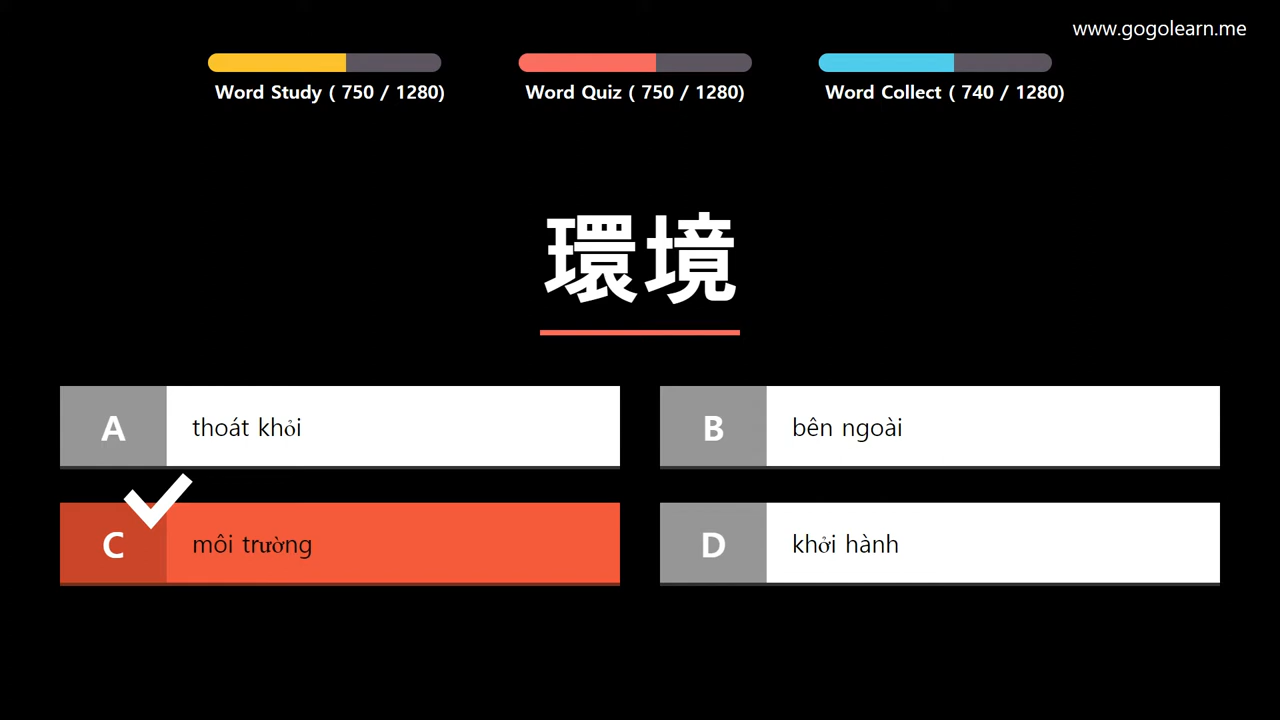 www.gogolearn.me
Word Study ( 750 / 1280)
Word Quiz ( 750 / 1280)
Word Collect ( 740 / 1280)
環境
A thoát khỏi
B bên ngoài
C môi trường
D khởi hành